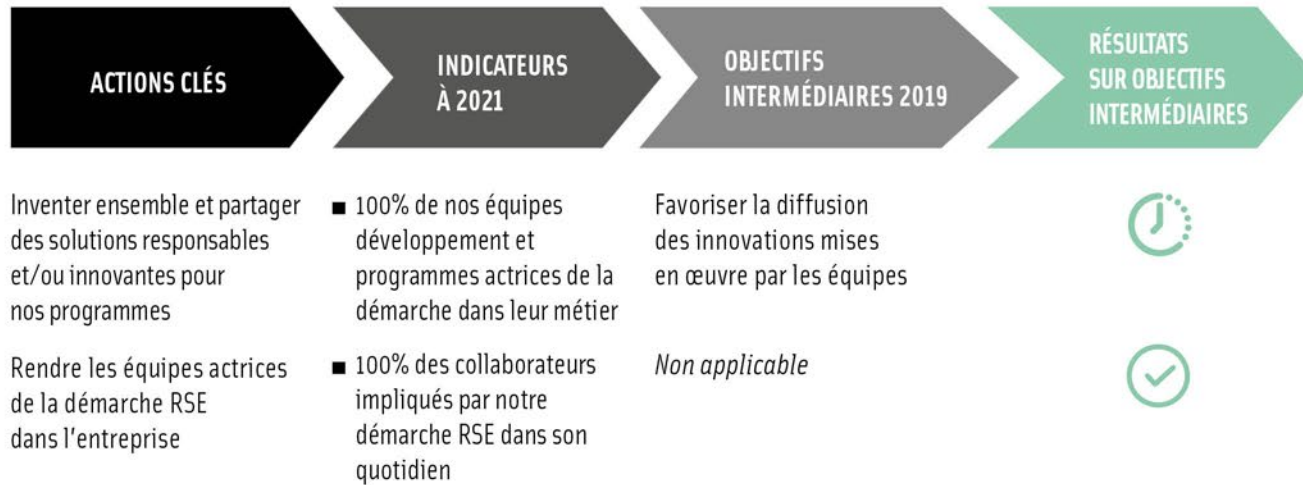 ACTIONS CLÉS
INDICATEURS
À 2021
OBJECTIFS
INTERMÉDIAIRES 2019
RÉSULTATS
SUR OBJECTIFS
INTERMÉDIAIRES
Inventer ensemble et partager
des solutions responsables
et/ou innovantes pour
nos programmes
■ 100% de nos équipes
développement et
programmes actrices de la
démarche dans leur métier
Favoriser la diffusion
des innovations mises
en œuvre par les équipes
Rendre les équipes actrices
de la démarche RSE
dans l'entreprise
■ 100% des collaborateurs
impliqués par notre
démarche RSE dans son
quotidien
Non applicable